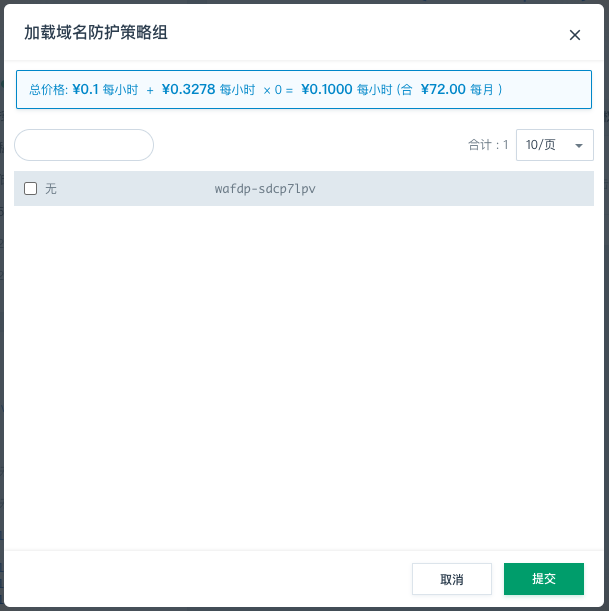 加载域名防护策略组
总价格: ¥0.1 每小时 + ¥0.3278 每小时 x 0 = ¥0.1000 每小时 (合 ¥72.00 每月 )
合计 : 1 10/页
无 wafdp-sdcp7lpv
取消 提交